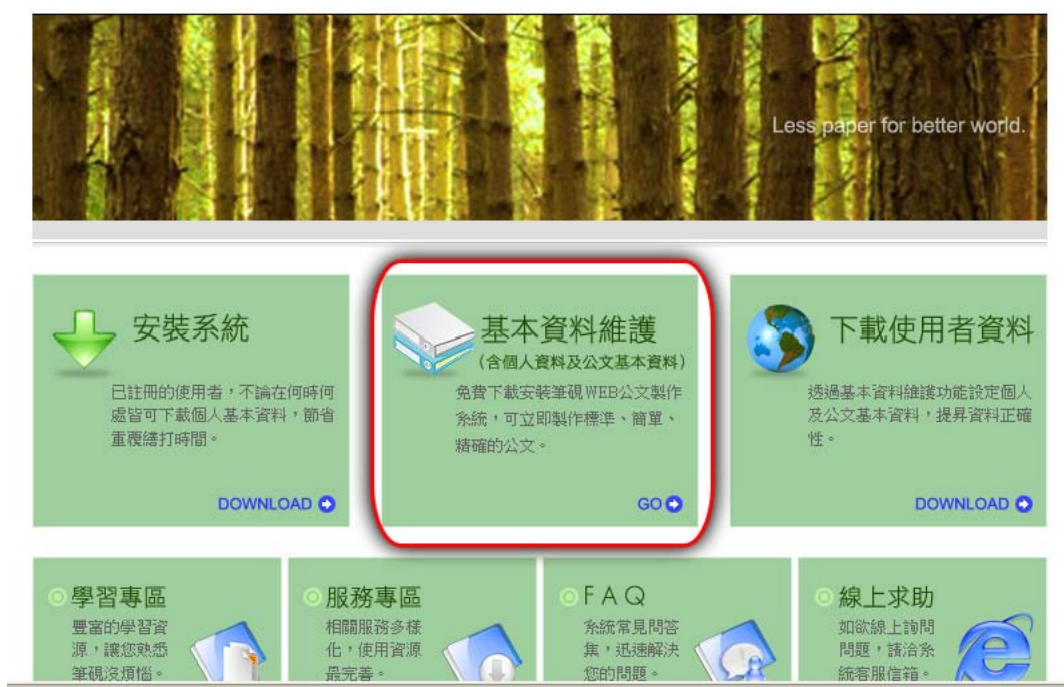 Less paper for better world.
安裝系統
已註冊的使用者,不論在何時何
處皆可下載個人基本資料,節省
重覆繕打時間。
DOWNLOAD
基本資料維護
(含個人資料及公文基本資料)
免費下載安裝筆硯WEB公文製作
系統,可立即製作標準、簡單、
精確的公文。
GO
下載使用者資料
透過基本資料維護功能設定個人
及公文基本資料,提昇資料正確
性。
DOWNLOAD
學習專區
豐富的學習資
源,讓您熟悉
筆硯沒煩惱。
服務專區
相關服務多樣
化,使用資源
最完善。
FAQ
系統常見問答
集,迅速解決
您的問題。
線上求助
如欲線上詢問
問題,請洽系
統客服信箱。